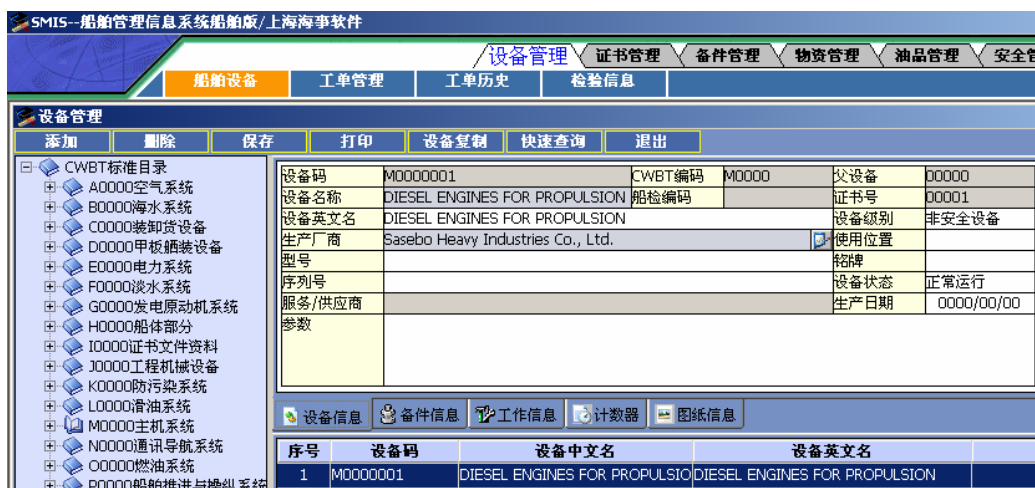 SMIS--船舶管理信息系统船舶版/上海海事软件
设备管理 证书管理 备件管理 物资管理 油品管理 安全管
船舶设备 工单管理 工单历史 检验信息
设备管理
添加 删除 保存 打印 设备复制 快速查询 退出
CWBT标准目录
A0000空气系统
B0000海水系统
C0000装卸货设备
D0000甲板舾装设备
E0000电力系统
F0000淡水系统
G0000发电原动机系统
H0000船体部分
I0000证书文件资料
J0000工程机械设备
K0000防污染系统
L0000滑油系统
M0000主机系统
N0000通讯导航系统
O0000燃油系统
P0000船舶推进与操纵系统
设备码 M0000001 CWBT编码 M0000 父设备 00000
设备名称 DIESEL ENGINES FOR PROPULSION 船检编码 证书号 00001
设备英文名 DIESEL ENGINES FOR PROPULSION 设备级别 非安全设备
生产厂商 Sasebo Heavy Industries Co., Ltd. 使用位置
型号 铭牌
序列号 设备状态 正常运行
服务/供应商 生产日期 0000/00/00
参数
设备信息 备件信息 工作信息 计数器 图纸信息
序号 设备码 设备中文名 设备英文名
1 M0000001 DIESEL ENGINES FOR PROPULSIO DIESEL ENGINES FOR PROPULSION